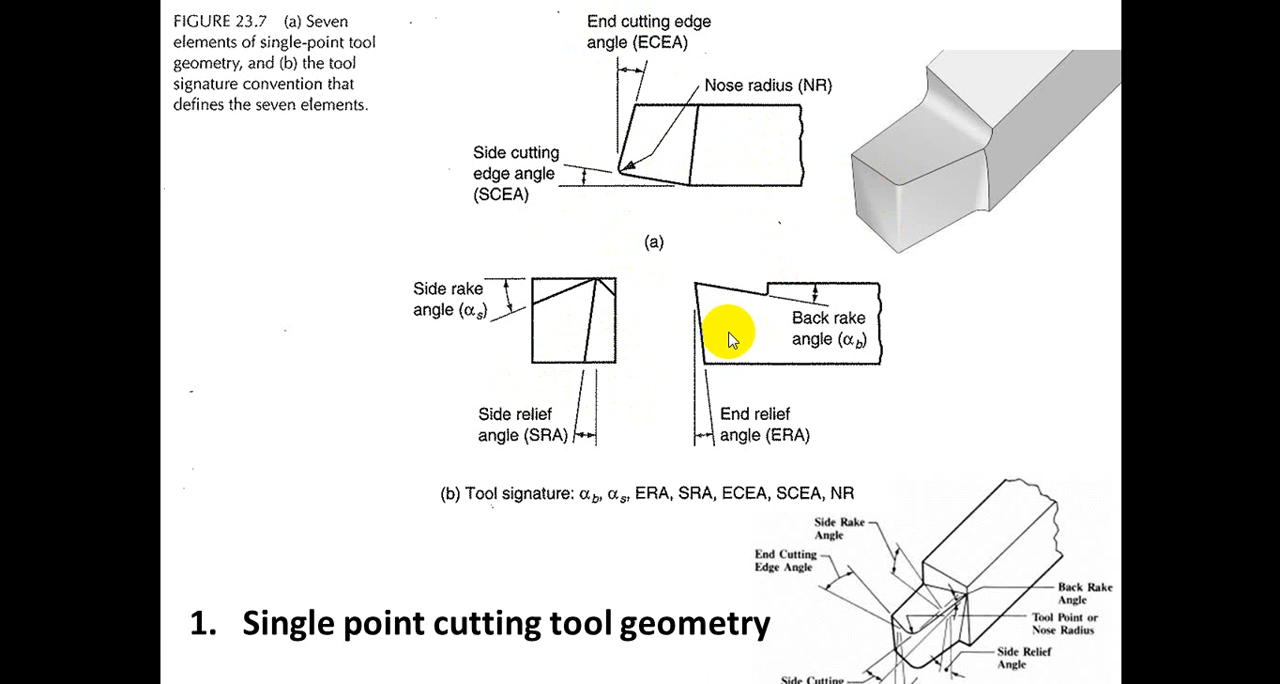 FIGURE 23.7 (a) Seven
elements of single-point tool
geometry, and (b) the tool
signature convention that
defines the seven elements.
End cutting edge
angle (ECEA)
Nose radius (NR)
Side cutting
edge angle
(SCEA)
(a)
Side rake
angle (αs)
Back rake
angle (αb)
Side relief
angle (SRA)
End relief
angle (ERA)
(b) Tool signature: αb, αs, ERA, SRA, ECEA, SCEA, NR
Side Rake
Angle
End Cutting
Edge Angle
Back Rake
Angle
Tool Point or
Nose Radius
Side Relief
Angle
Side Cutting
1. Single point cutting tool geometry